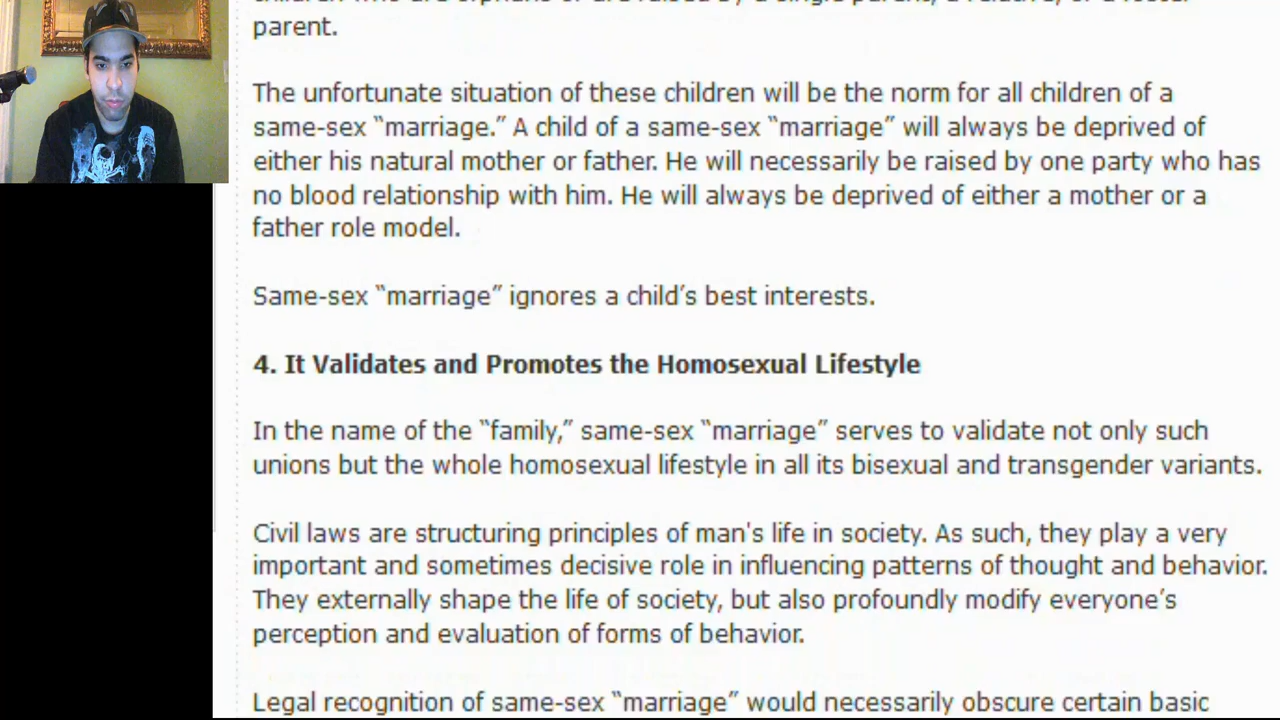 parent.
The unfortunate situation of these children will be the norm for all children of a
same-sex “marriage.” A child of a same-sex “marriage” will always be deprived of
either his natural mother or father. He will necessarily be raised by one party who has
no blood relationship with him. He will always be deprived of either a mother or a
father role model.
Same-sex “marriage” ignores a child’s best interests.
4. It Validates and Promotes the Homosexual Lifestyle
In the name of the “family,” same-sex “marriage” serves to validate not only such
unions but the whole homosexual lifestyle in all its bisexual and transgender variants.
Civil laws are structuring principles of man's life in society. As such, they play a very
important and sometimes decisive role in influencing patterns of thought and behavior.
They externally shape the life of society, but also profoundly modify everyone’s
perception and evaluation of forms of behavior.
Legal recognition of same-sex “marriage” would necessarily obscure certain basic